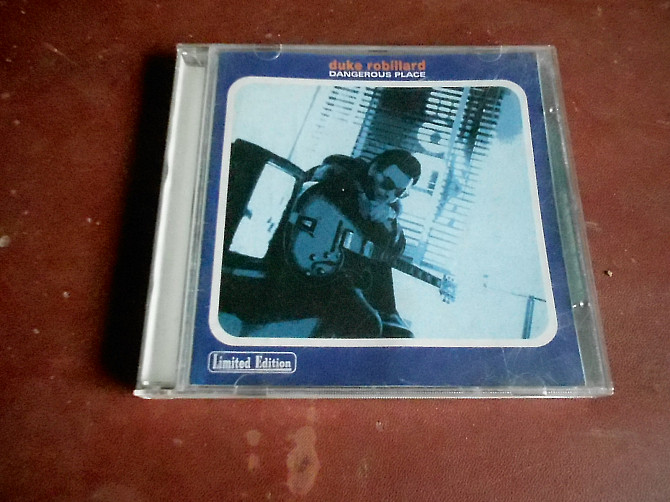 duke robillard
DANGEROUS PLACE
Limited Edition